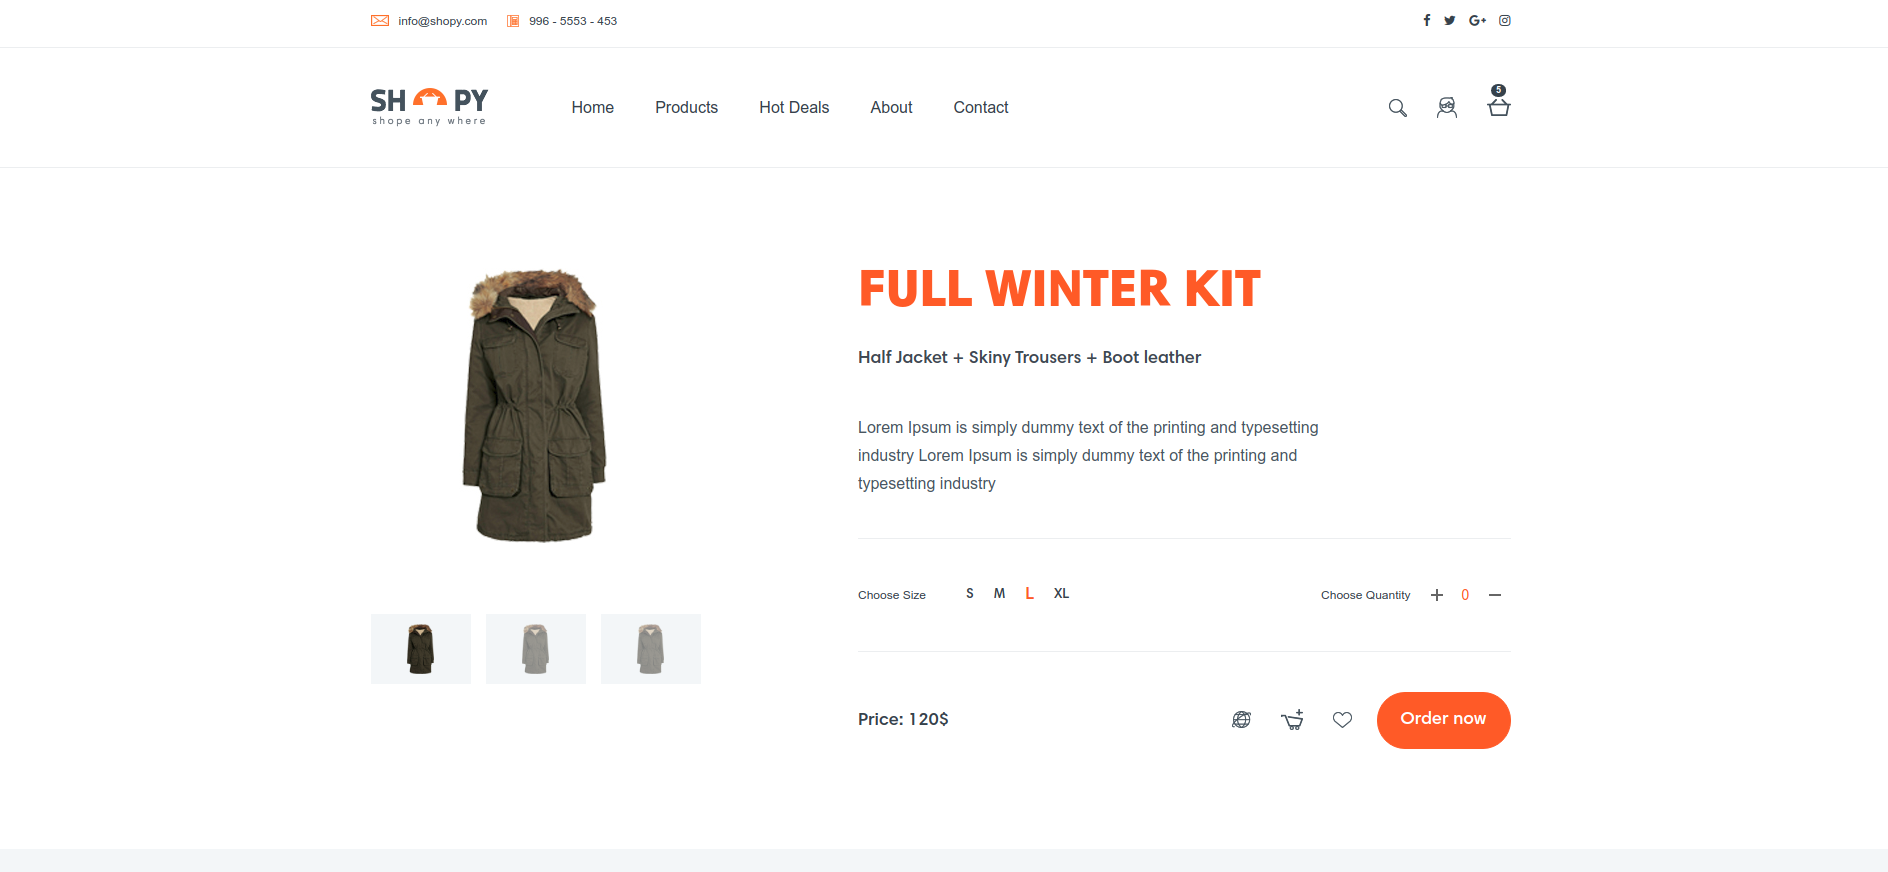 info@shopy.com 996 - 5553 - 453
SH PY
shope any where
Home Products Hot Deals About Contact
5
FULL WINTER KIT
Half Jacket + Skiny Trousers + Boot leather
Lorem Ipsum is simply dummy text of the printing and typesetting
industry Lorem Ipsum is simply dummy text of the printing and
typesetting industry
Choose Size S M L XL Choose Quantity + 0 −
Price: 120$ Order now